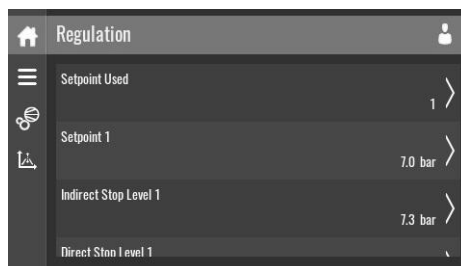 Regulation
Setpoint Used
1
Setpoint 1
7.0 bar
Indirect Stop Level 1
7.3 bar
Direct Stop Level 1